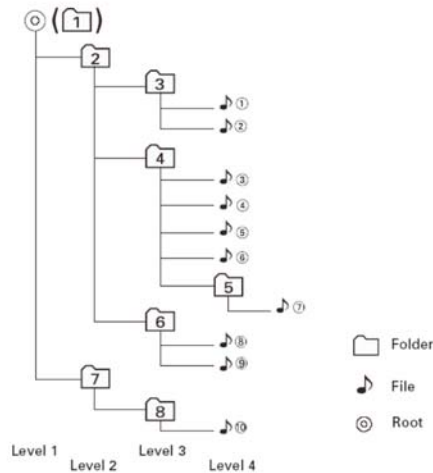 (1)
2
3
①
②
4
③
④
⑤
⑥
5
⑦
6
⑧
⑨
7
8
⑩
Folder
File
Root
Level 1
Level 2
Level 3
Level 4